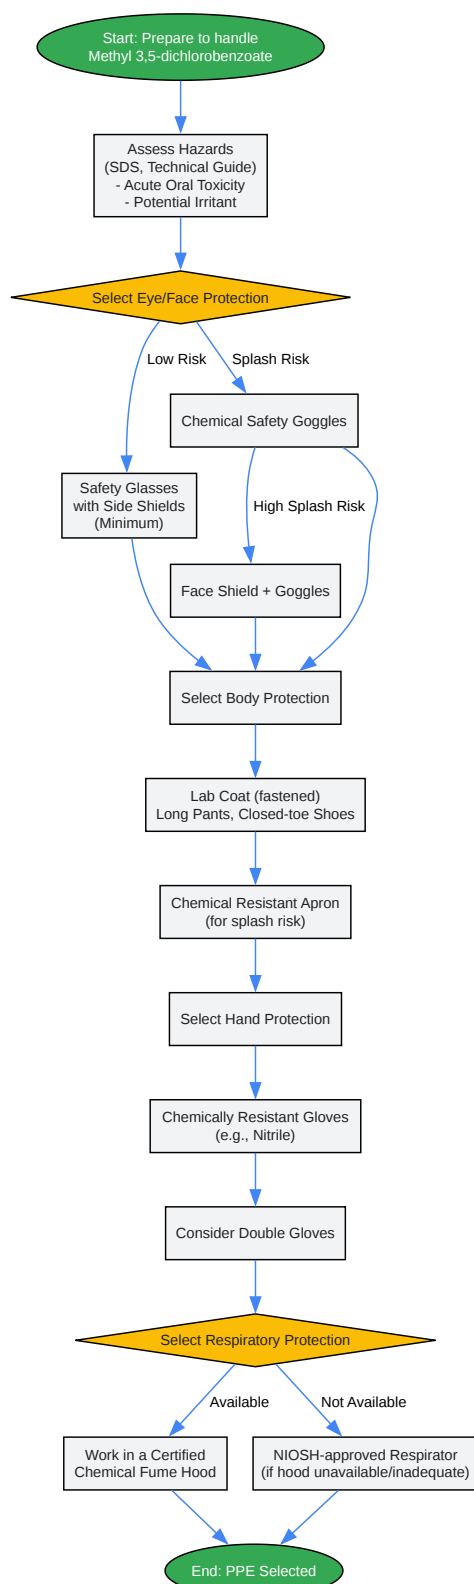 Start: Prepare to handle
Methyl 3,5-dichlorobenzoate
Assess Hazards
(SDS, Technical Guide)
- Acute Oral Toxicity
- Potential Irritant
Select Eye/Face Protection
Low Risk
Splash Risk
Chemical Safety Goggles
Safety Glasses
with Side Shields
(Minimum)
High Splash Risk
Face Shield + Goggles
Select Body Protection
Lab Coat (fastened)
Long Pants, Closed-toe Shoes
Chemical Resistant Apron
(for splash risk)
Select Hand Protection
Chemically Resistant Gloves
(e.g., Nitrile)
Consider Double Gloves
Select Respiratory Protection
Available
Not Available
Work in a Certified
Chemical Fume Hood
NIOSH-approved Respirator
(if hood unavailable/inadequate)
End: PPE Selected